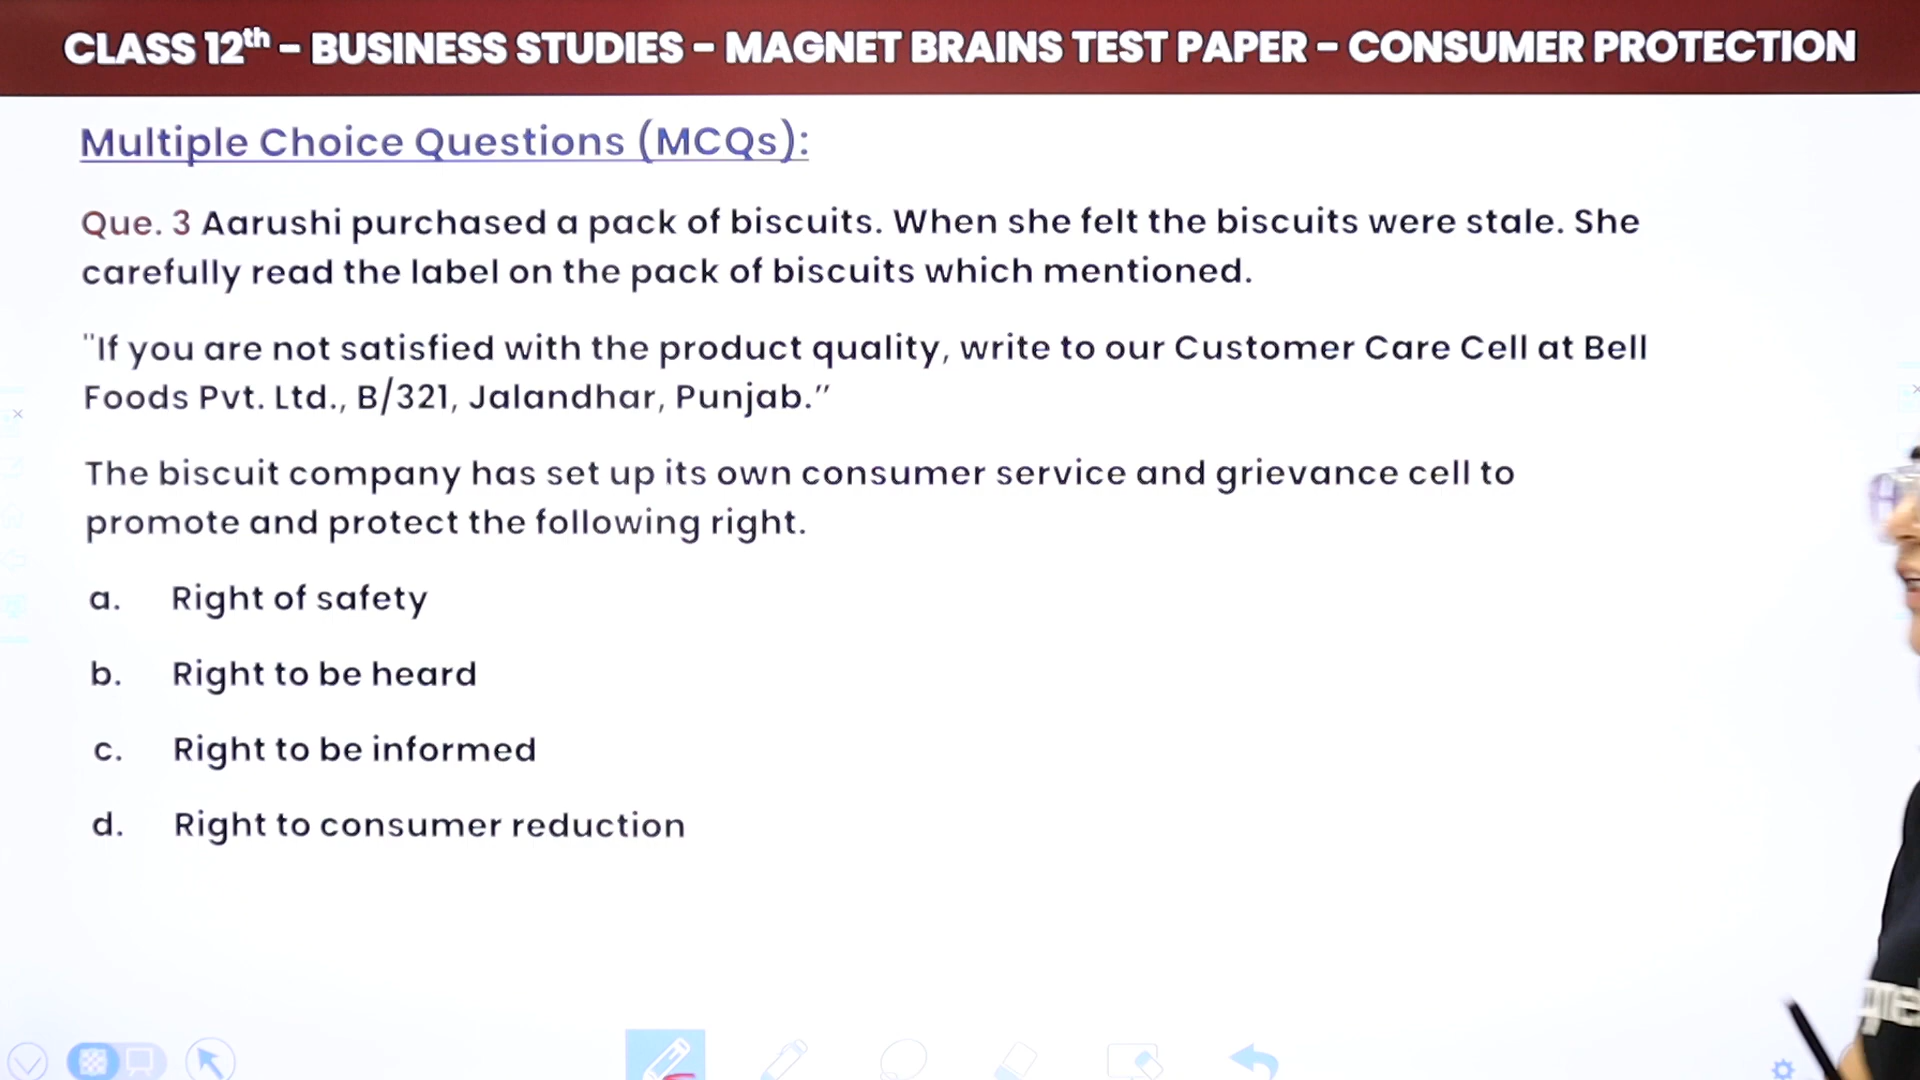 CLASS 12th – BUSINESS STUDIES – MAGNET BRAINS TEST PAPER – CONSUMER PROTECTION
Multiple Choice Questions (MCQs):
Que. 3 Aarushi purchased a pack of biscuits. When she felt the biscuits were stale. She
carefully read the label on the pack of biscuits which mentioned.
"If you are not satisfied with the product quality, write to our Customer Care Cell at Bell
Foods Pvt. Ltd., B/321, Jalandhar, Punjab."
The biscuit company has set up its own consumer service and grievance cell to
promote and protect the following right.
a. Right of safety
b. Right to be heard
c. Right to be informed
d. Right to consumer reduction